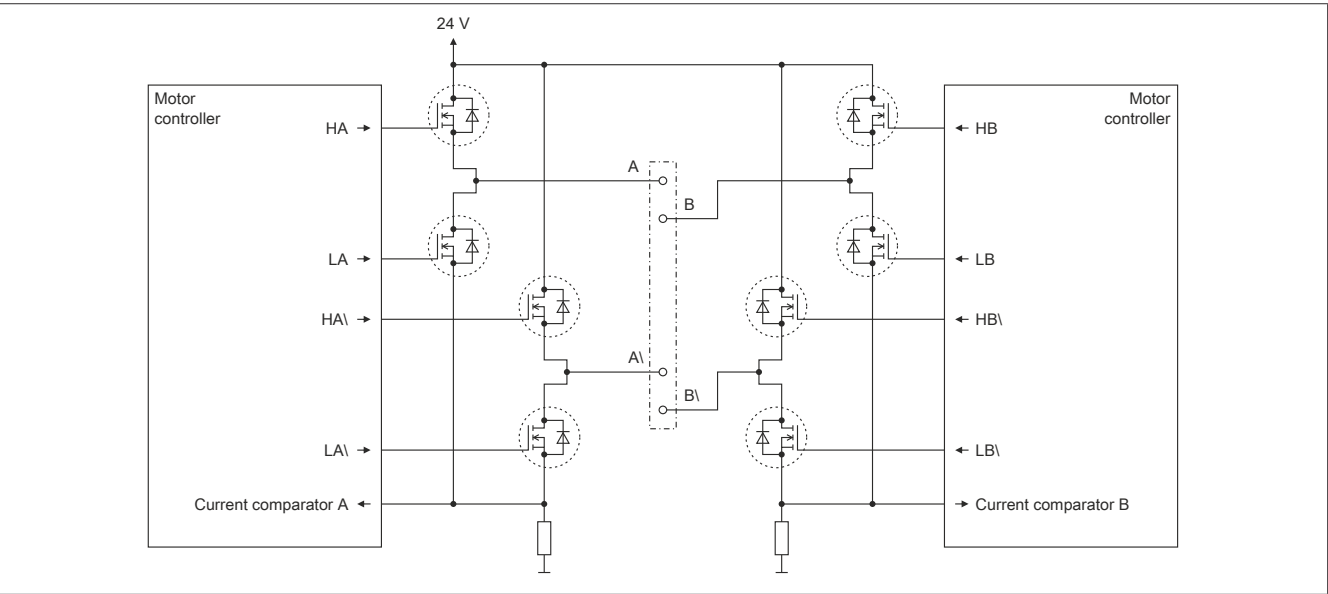 24 V
Motor
controller
HA
LA
HA\
LA\
Current comparator A
A
B
A\
B\
Motor
controller
HB
LB
HB\
LB\
Current comparator B